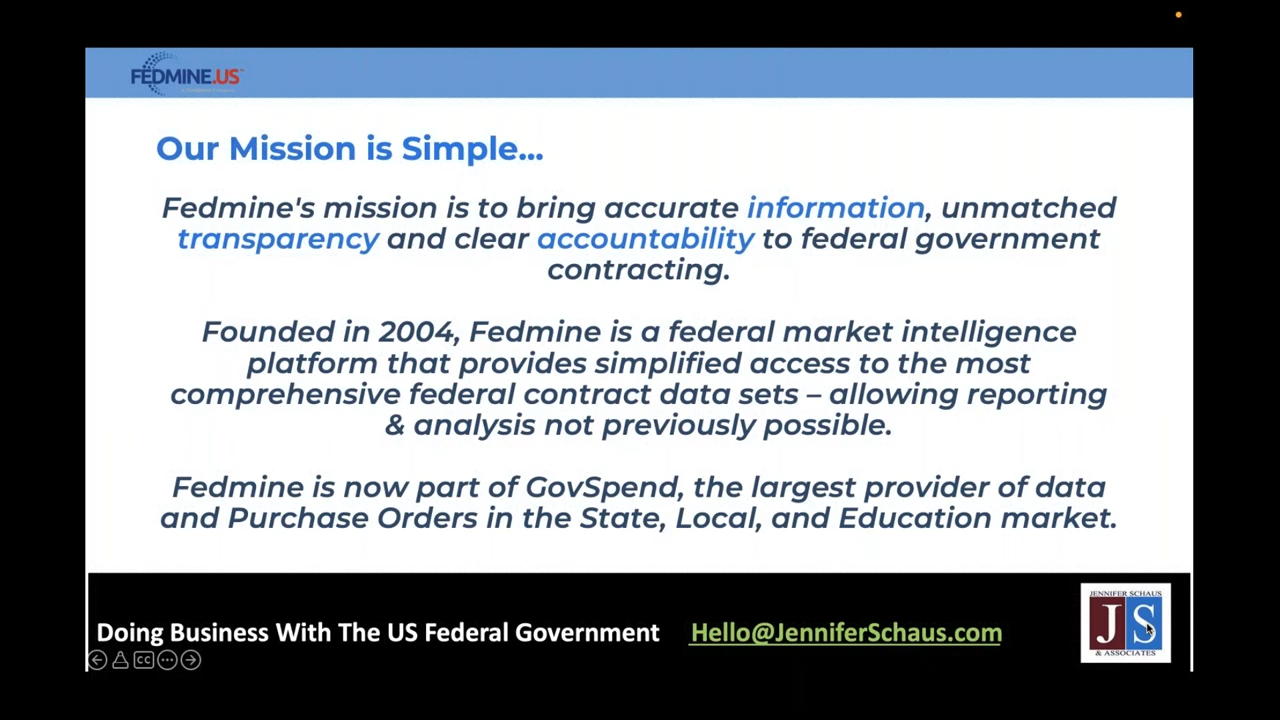 FEDMINE.US
Our Mission is Simple...
Fedmine's mission is to bring accurate information, unmatched
transparency and clear accountability to federal government
contracting.
Founded in 2004, Fedmine is a federal market intelligence
platform that provides simplified access to the most
comprehensive federal contract data sets – allowing reporting
& analysis not previously possible.
Fedmine is now part of GovSpend, the largest provider of data
and Purchase Orders in the State, Local, and Education market.
Doing Business With The US Federal Government Hello@JenniferSchaus.com
JENNIFER SCHAUS
JS
& ASSOCIATES
CC